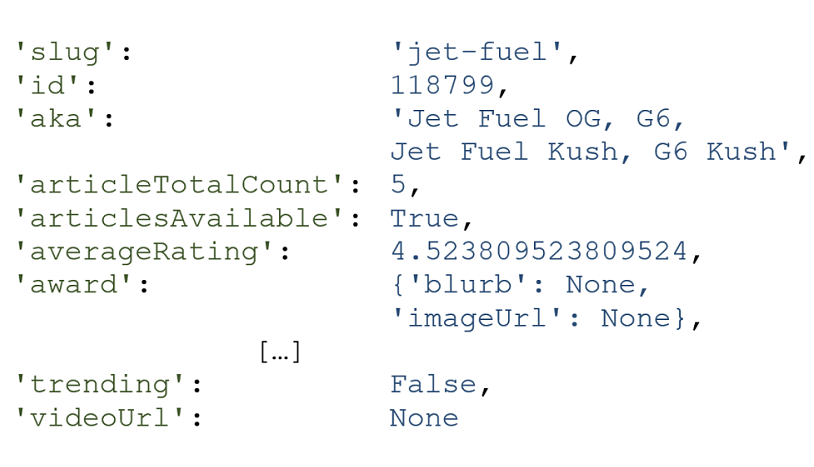 'slug': 'jet-fuel',
'id': 118799,
'aka': 'Jet Fuel OG, G6,
Jet Fuel Kush, G6 Kush',
'articleTotalCount': 5,
'articlesAvailable': True,
'averageRating': 4.523809523809524,
'award': {'blurb': None,
'imageUrl': None},
[…]
'trending': False,
'videoUrl': None